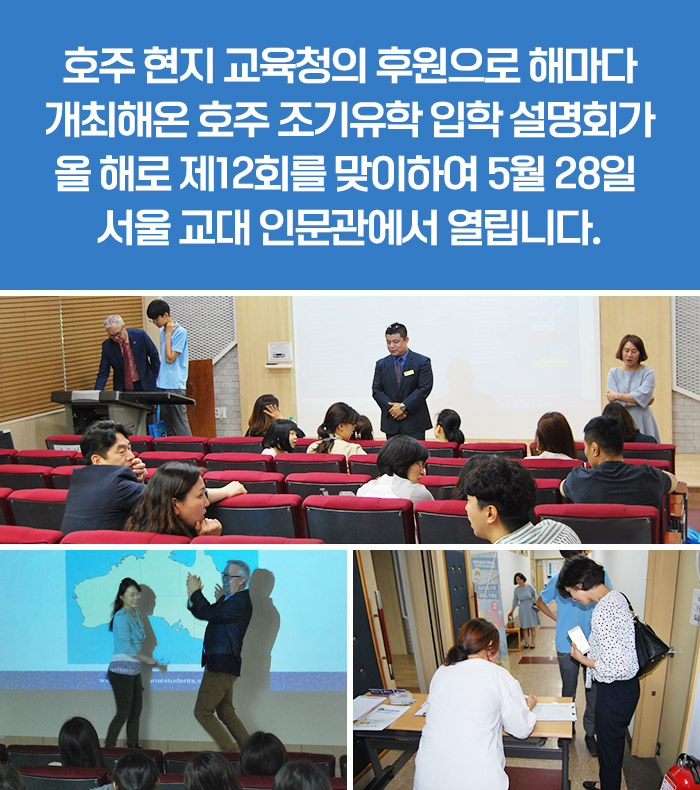 호주 현지 교육청의 후원으로 해마다
개최해온 호주 조기유학 입학 설명회가
올 해로 제12회를 맞이하여 5월 28일
서울 교대 인문관에서 열립니다.